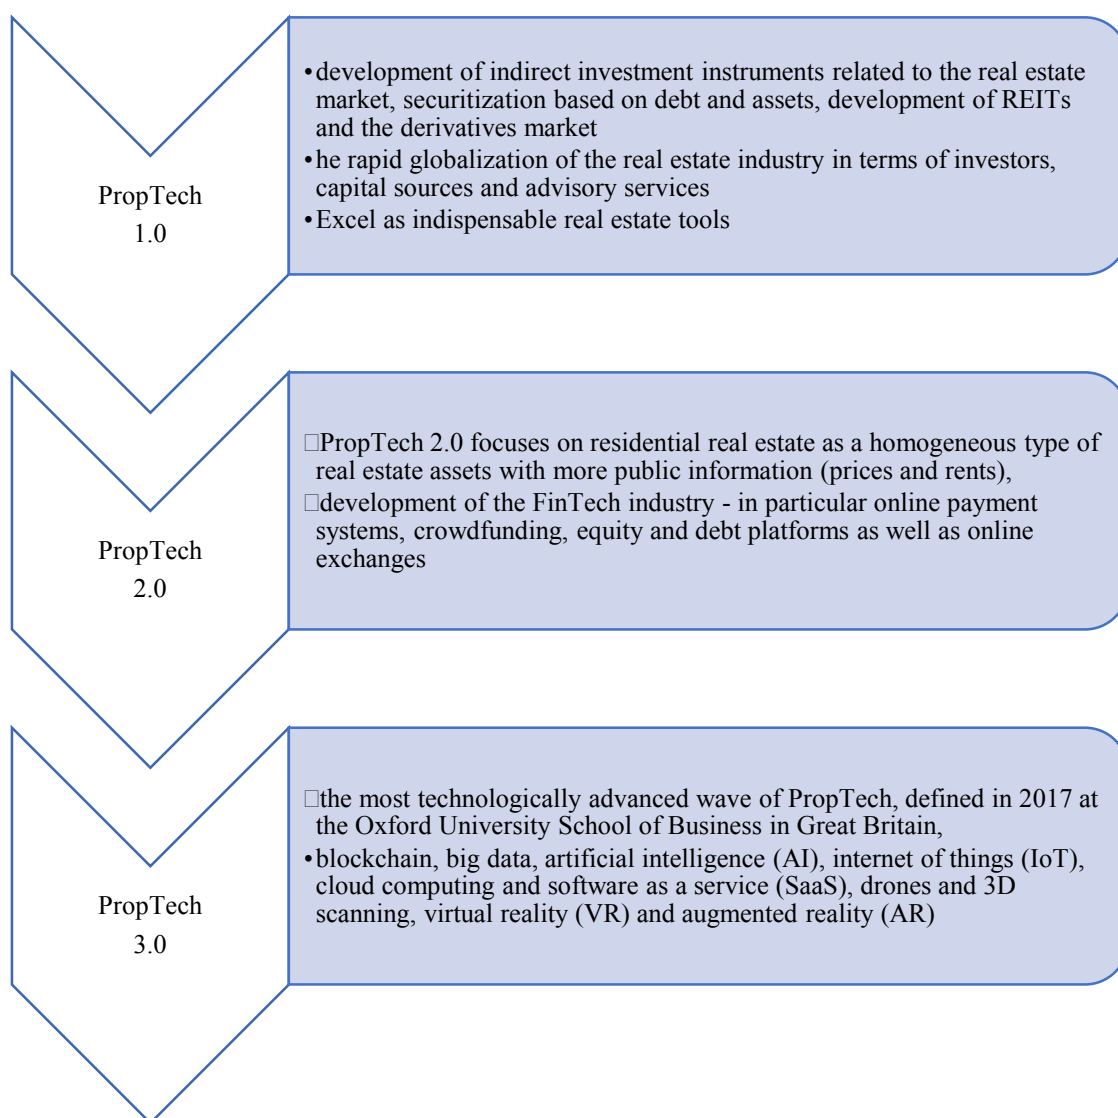 PropTech
1.0
•development of indirect investment instruments related to the real estate
market, securitization based on debt and assets, development of REITs
and the derivatives market
•he rapid globalization of the real estate industry in terms of investors,
capital sources and advisory services
•Excel as indispensable real estate tools
PropTech
2.0
□PropTech 2.0 focuses on residential real estate as a homogeneous type of
real estate assets with more public information (prices and rents),
□development of the FinTech industry - in particular online payment
systems, crowdfunding, equity and debt platforms as well as online
exchanges
PropTech
3.0
□the most technologically advanced wave of PropTech, defined in 2017 at
the Oxford University School of Business in Great Britain,
•blockchain, big data, artificial intelligence (AI), internet of things (IoT),
cloud computing and software as a service (SaaS), drones and 3D
scanning, virtual reality (VR) and augmented reality (AR)